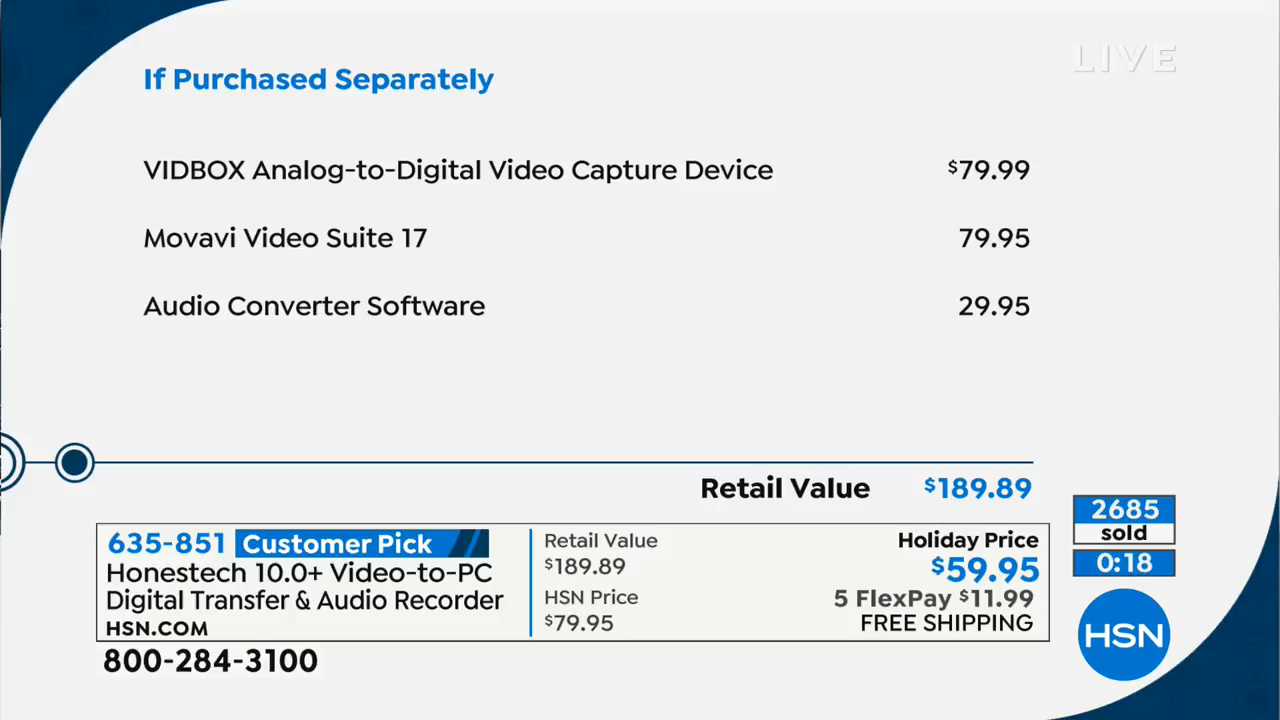 LIVE
If Purchased Separately
VIDBOX Analog-to-Digital Video Capture Device $79.99
Movavi Video Suite 17 79.95
Audio Converter Software 29.95
Retail Value $189.89
2685
sold
0:18
635-851 Customer Pick
Honestech 10.0+ Video-to-PC
Digital Transfer & Audio Recorder
HSN.COM
Retail Value
$189.89
HSN Price
$79.95
Holiday Price
$59.95
5 FlexPay $11.99
FREE SHIPPING
HSN
800-284-3100